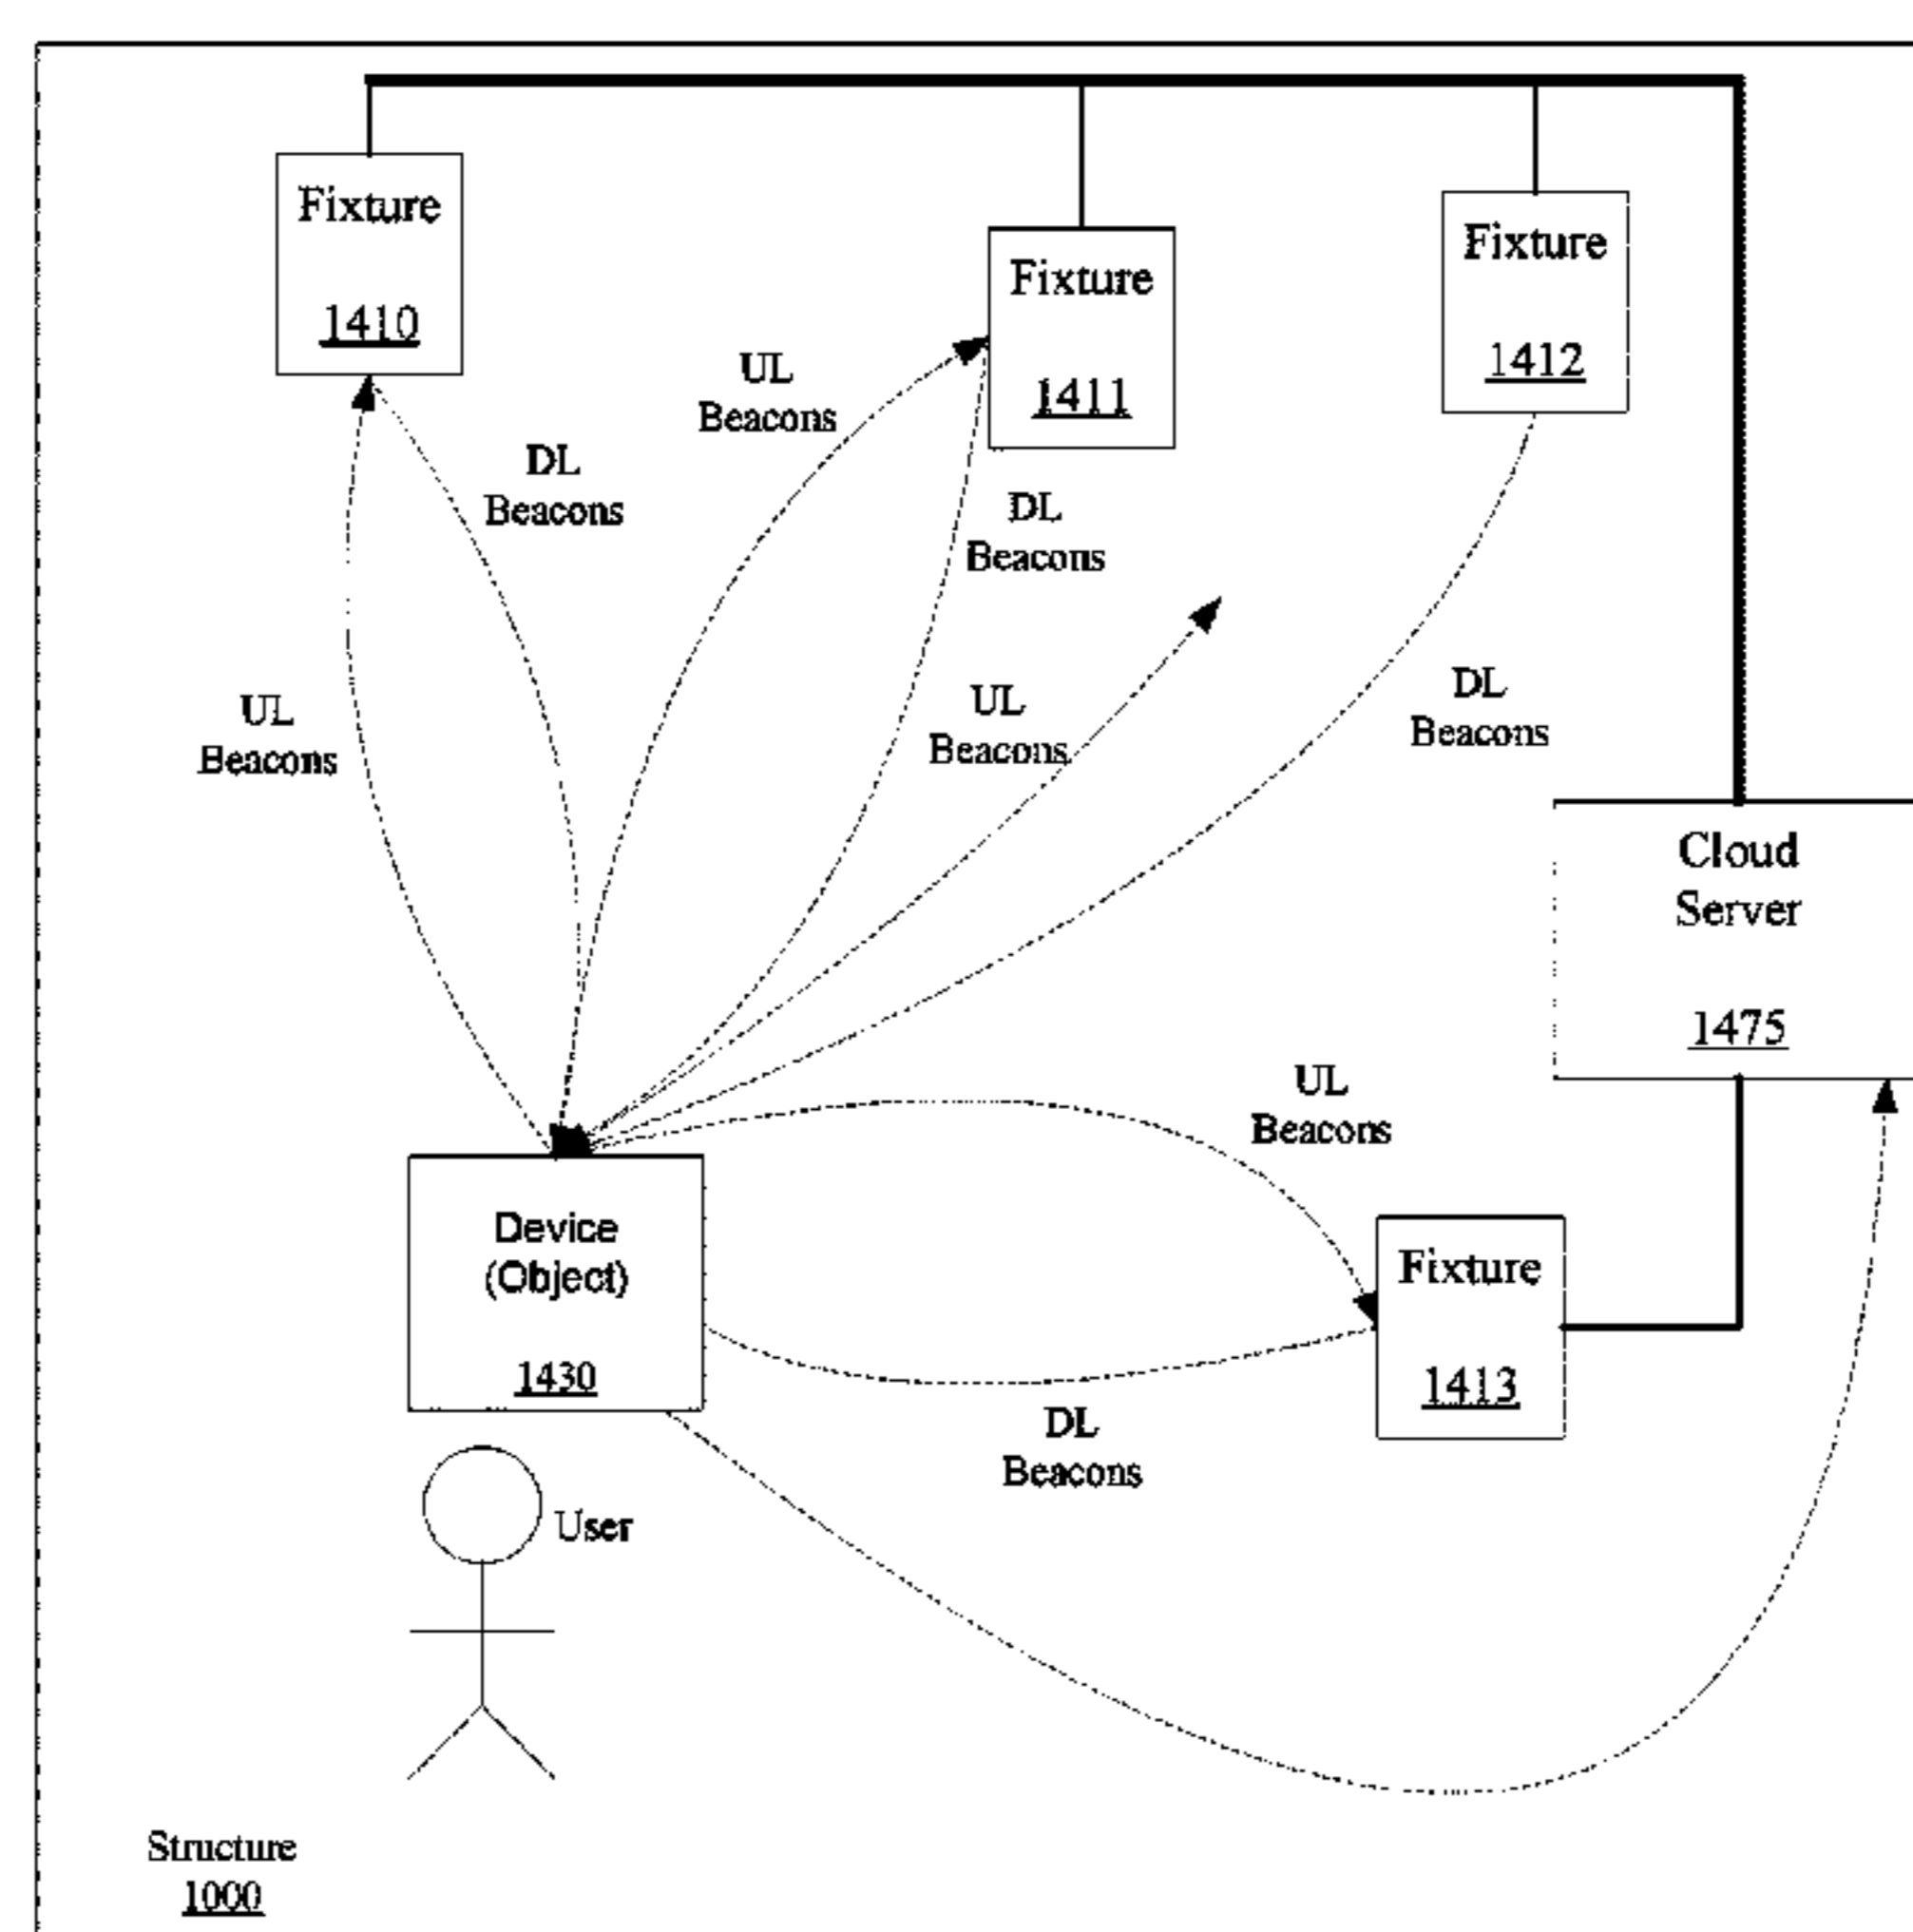 Fixture
1410
Fixture
1411
Fixture
1412
UL
Beacons
DL
Beacons
DL
Beacons
UL
Beacons
UL
Beacons
DL
Beacons
Cloud
Server
1475
UL
Beacons
Device
(Object)
1430
Fixture
1413
DL
Beacons
User
Structure
1000